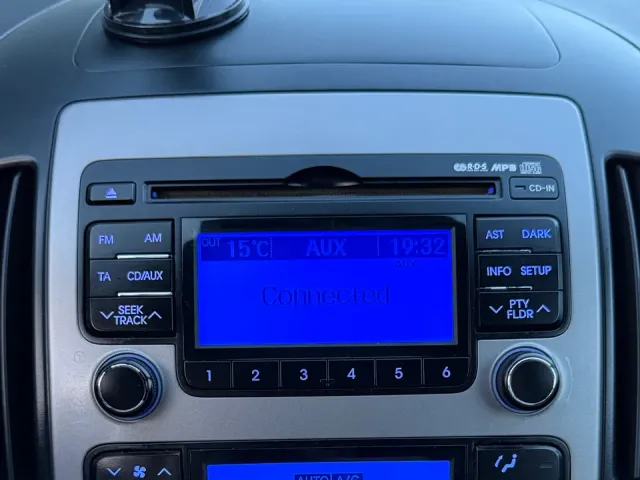 R·D·S MP3
CD-IN
FM AM
TA CD/AUX
SEEK
TRACK
OUT 15°C AUX 19:32
AUX
Connected
AST DARK
INFO SETUP
PTY
FLDR
1 2 3 4 5 6
AUTO A/C